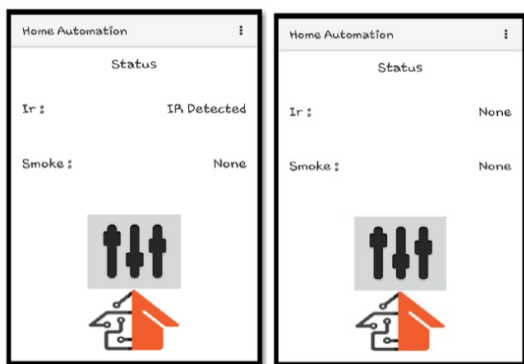 Home Automation
Status
Ir : IR Detected
Smoke : None
Home Automation
Status
Ir : None
Smoke : None